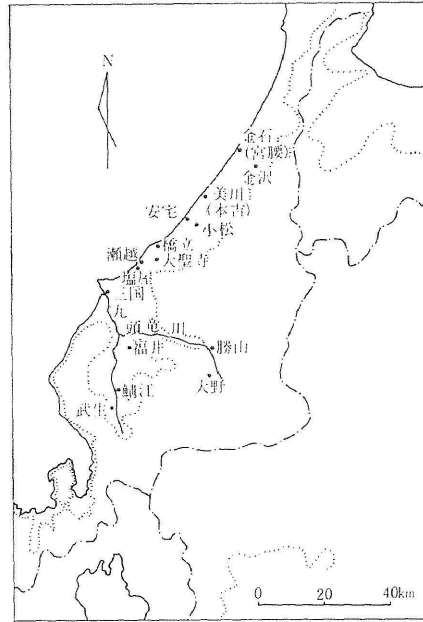 N
金石
(宮腰)
金沢
美川
(本吉)
安宅
小松
橋立
瀬越
大聖寺
塩屋
三国
九頭竜川
福井
勝山
大野
鯖江
武生
0 20 40km